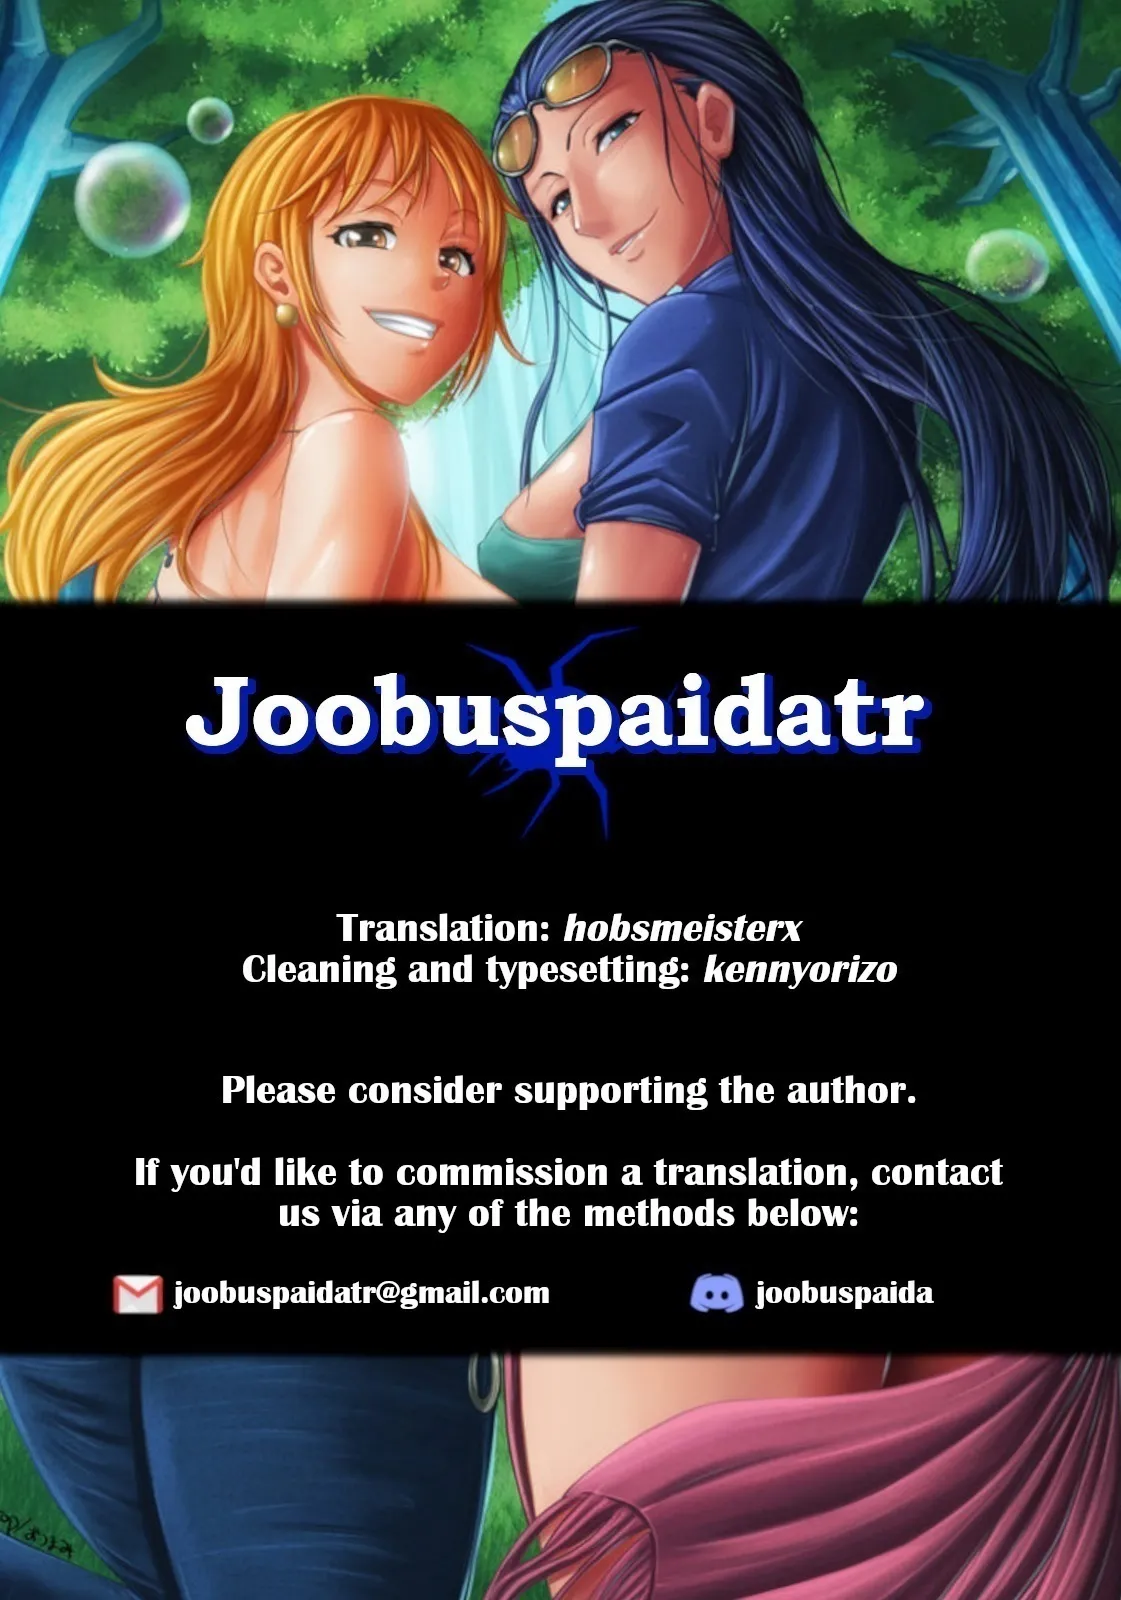 Joobuspaidatr
Translation: hobsmeisterx
Cleaning and typesetting: kennyorizo
Please consider supporting the author.
If you'd like to commission a translation, contact
us via any of the methods below:
joobuspaidatr@gmail.com
joobuspaida